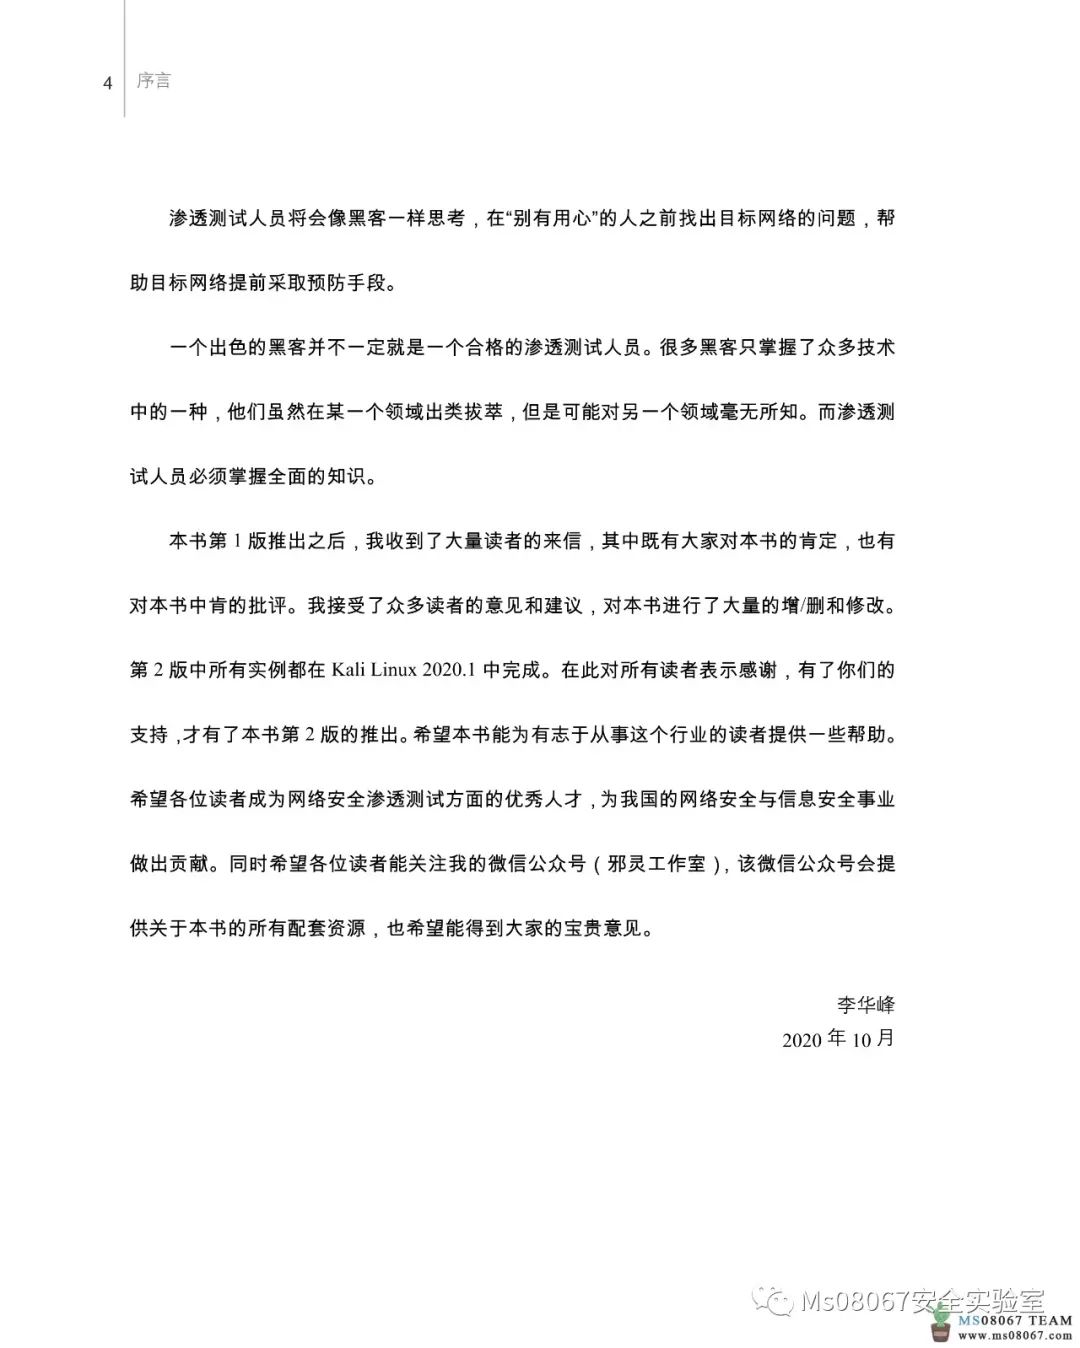 4
序言
渗透测试人员将会像黑客一样思考，在“别有用心”的人之前找出目标网络的问题，帮
助目标网络提前采取预防手段。
一个出色的黑客并不一定就是一个合格的渗透测试人员。很多黑客只掌握了众多技术
中的一种，他们虽然在某一个领域出类拔萃，但是可能对另一个领域毫无所知。而渗透测
试人员必须掌握全面的知识。
本书第 1 版推出之后，我收到了大量读者的来信，其中既有大家对本书的肯定，也有
对本书中肯的批评。我接受了众多读者的意见和建议，对本书进行了大量的增/删和修改。
第 2 版中所有实例都在 Kali Linux 2020.1 中完成。在此对所有读者表示感谢，有了你们的
支持，才有了本书第 2 版的推出。希望本书能为有志于从事这个行业的读者提供一些帮助。
希望各位读者成为网络安全渗透测试方面的优秀人才，为我国的网络安全与信息安全事业
做出贡献。同时希望各位读者能关注我的微信公众号（邪灵工作室），该微信公众号会提
供关于本书的所有配套资源，也希望能得到大家的宝贵意见。
李华峰
2020 年 10 月
Ms08067安全实验室
MS08067 TEAM
www.ms08067.com